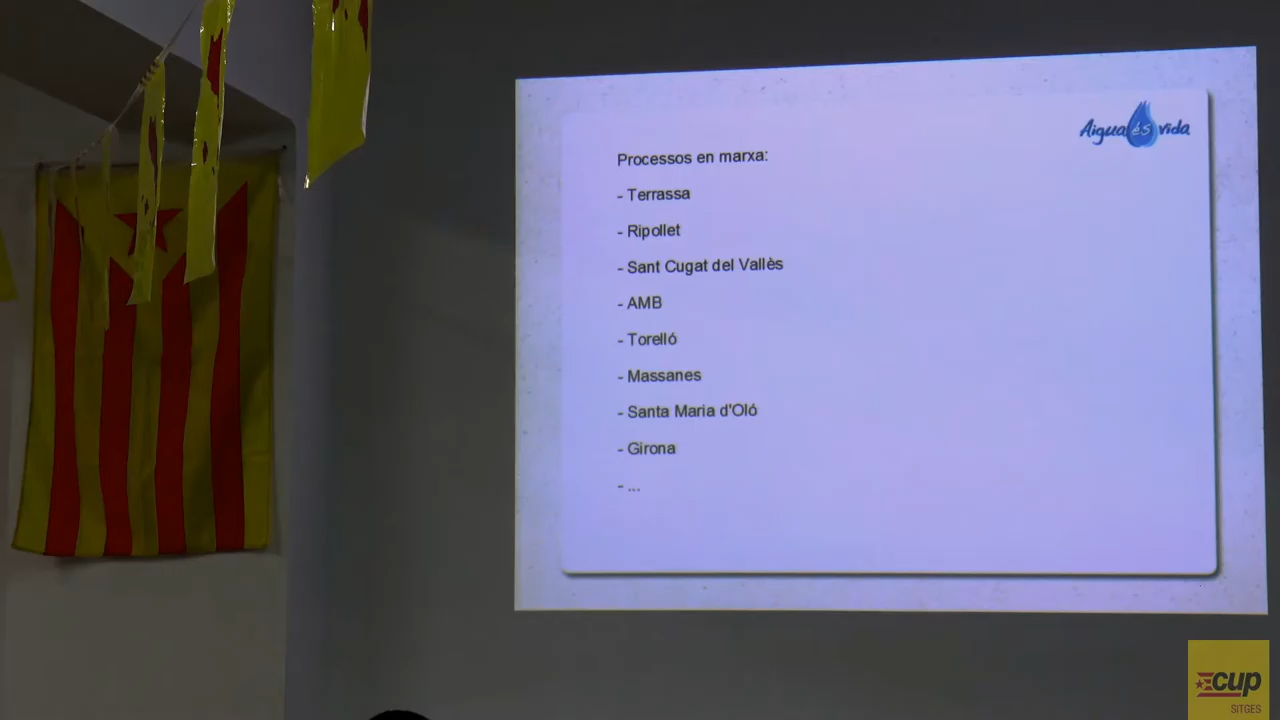 Aigua és vida
Processos en marxa:
- Terrassa
- Ripollet
- Sant Cugat del Vallès
- AMB
- Torelló
- Massanes
- Santa Maria d'Oló
- Girona
- ...
cup
SITGES